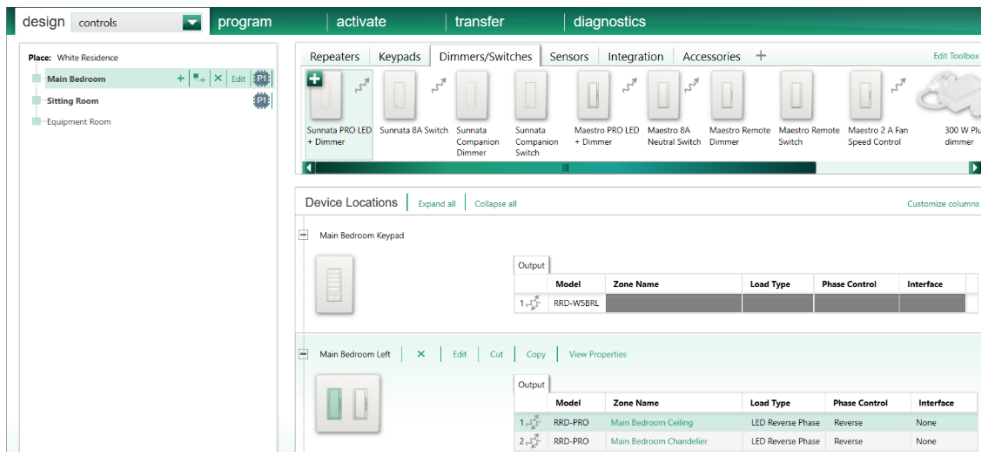 design controls program activate transfer diagnostics
Place: White Residence
Main Bedroom + × Edit
Sitting Room
Equipment Room
Repeaters Keypads Dimmers/Switches Sensors Integration Accessories + Edit Toolbox
Sunnata PRO LED + Dimmer
Sunnata 8A Switch
Sunnata Companion Dimmer
Sunnata Companion Switch
Maestro PRO LED + Dimmer
Maestro 8A Neutral Switch
Maestro Remote Dimmer
Maestro Remote Switch
Maestro 2 A Fan Speed Control
300 W Plu dimmer
Device Locations Expand all Collapse all Customize columns
Main Bedroom Keypad
Output
Model Zone Name Load Type Phase Control Interface
1 RRD-W5BRL
Main Bedroom Left × Edit Cut Copy View Properties
Output
Model Zone Name Load Type Phase Control Interface
1 RRD-PRO Main Bedroom Ceiling LED Reverse Phase Reverse None
2 RRD-PRO Main Bedroom Chandelier LED Reverse Phase Reverse None